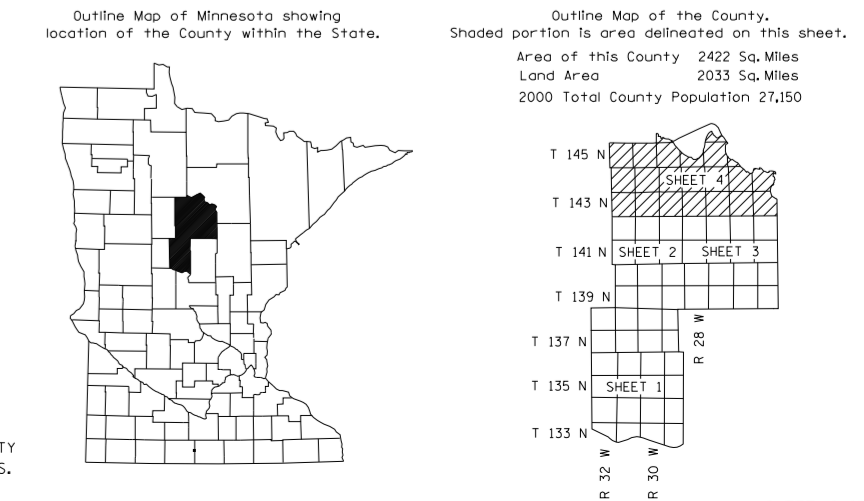 Outline Map of Minnesota showing
location of the County within the State.
Outline Map of the County.
Shaded portion is area delineated on this sheet.
Area of this County 2422 Sq. Miles
Land Area 2033 Sq. Miles
2000 Total County Population 27,150
T 145 N
SHEET 4
T 143 N
T 141 N
SHEET 2
SHEET 3
T 139 N
T 137 N
R 28 W
T 135 N
SHEET 1
T 133 N
R 32 W
R 30 W
TY
S.